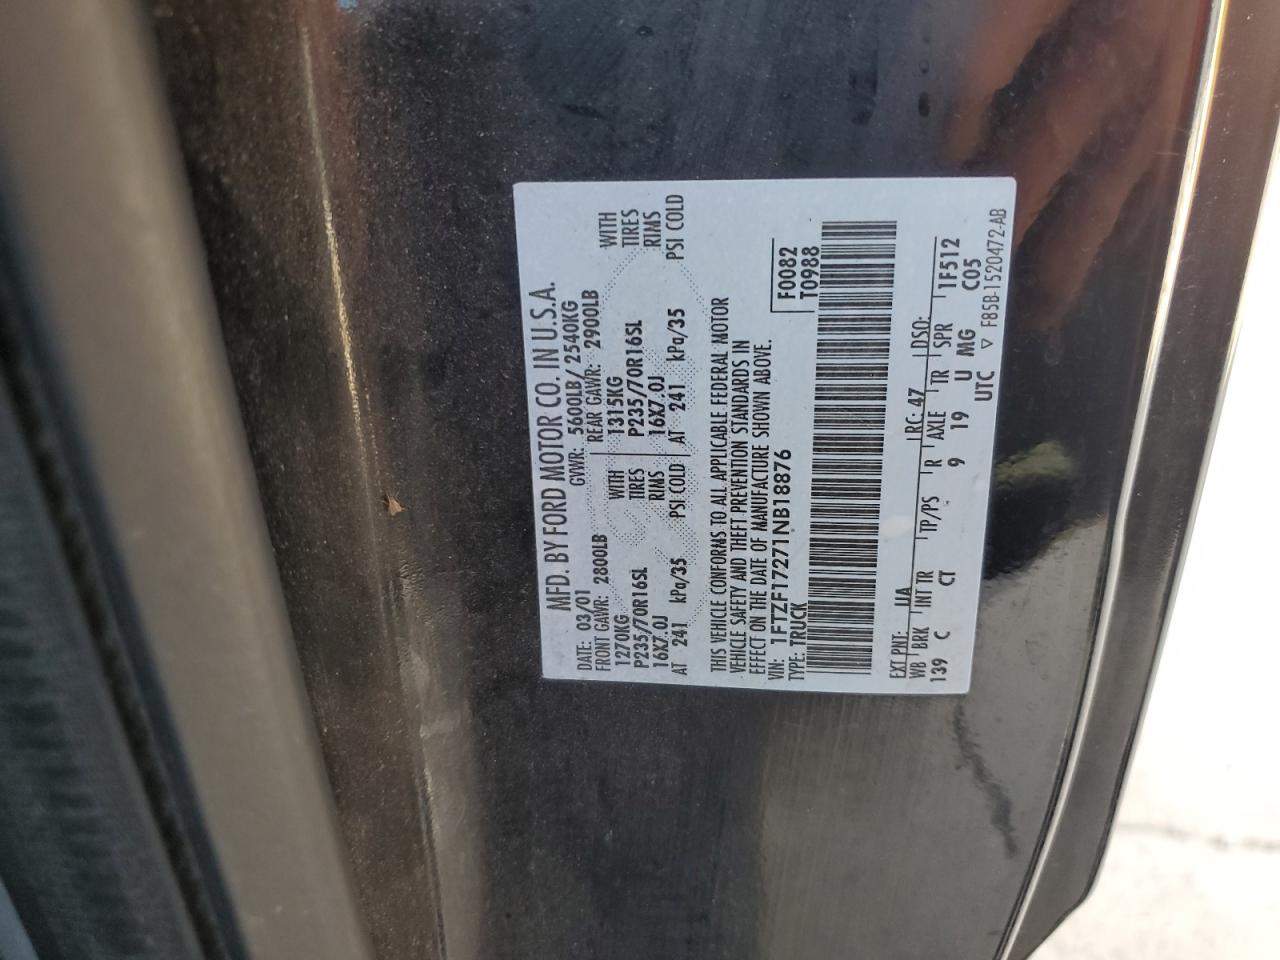 MFD. BY FORD MOTOR CO. IN U.S.A.
DATE: 03/01 GVWR: 5600LB/ 2540KG
FRONT GAWR: 2800LB REAR GAWR: 2900LB
1270KG WITH 1315KG WITH
P235/70R16SL TIRES P235/70R16SL TIRES
16X7.0J RIMS 16X7.0J RIMS
AT 241 kPa/35 PSI COLD AT 241 kPa/35 PSI COLD
THIS VEHICLE CONFORMS TO ALL APPLICABLE FEDERAL MOTOR
VEHICLE SAFETY AND THEFT PREVENTION STANDARDS IN
EFFECT ON THE DATE OF MANUFACTURE SHOWN ABOVE.
VIN: 1FTZF17271NB18876 F0082
TYPE: TRUCK T0988
EXT PNT: UA RC: 47 DSO:
WB BRK INT TR TP/PS R AXLE TR SPR 1F512
139 C CT 9 19 U MG C05
UTC ▽ F85B-1520472-AB